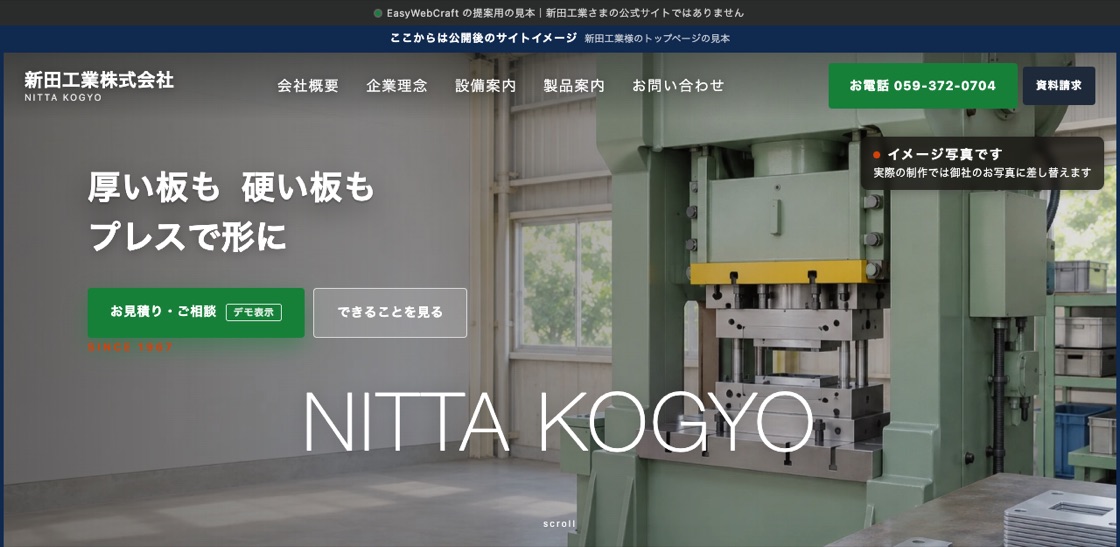 EasyWebCraft の提案用の見本｜新田工業さまの公式サイトではありません
ここからは公開後のサイトイメージ 新田工業様のトップページの見本
新田工業株式会社
NITTA KOGYO
会社概要 企業理念 設備案内 製品案内 お問い合わせ
お電話 059-372-0704
資料請求
イメージ写真です
実際の制作では御社のお写真に差し替えます
厚い板も 硬い板も
プレスで形に
お見積り・ご相談 デモ表示
できることを見る
NITTA KOGYO
scroll